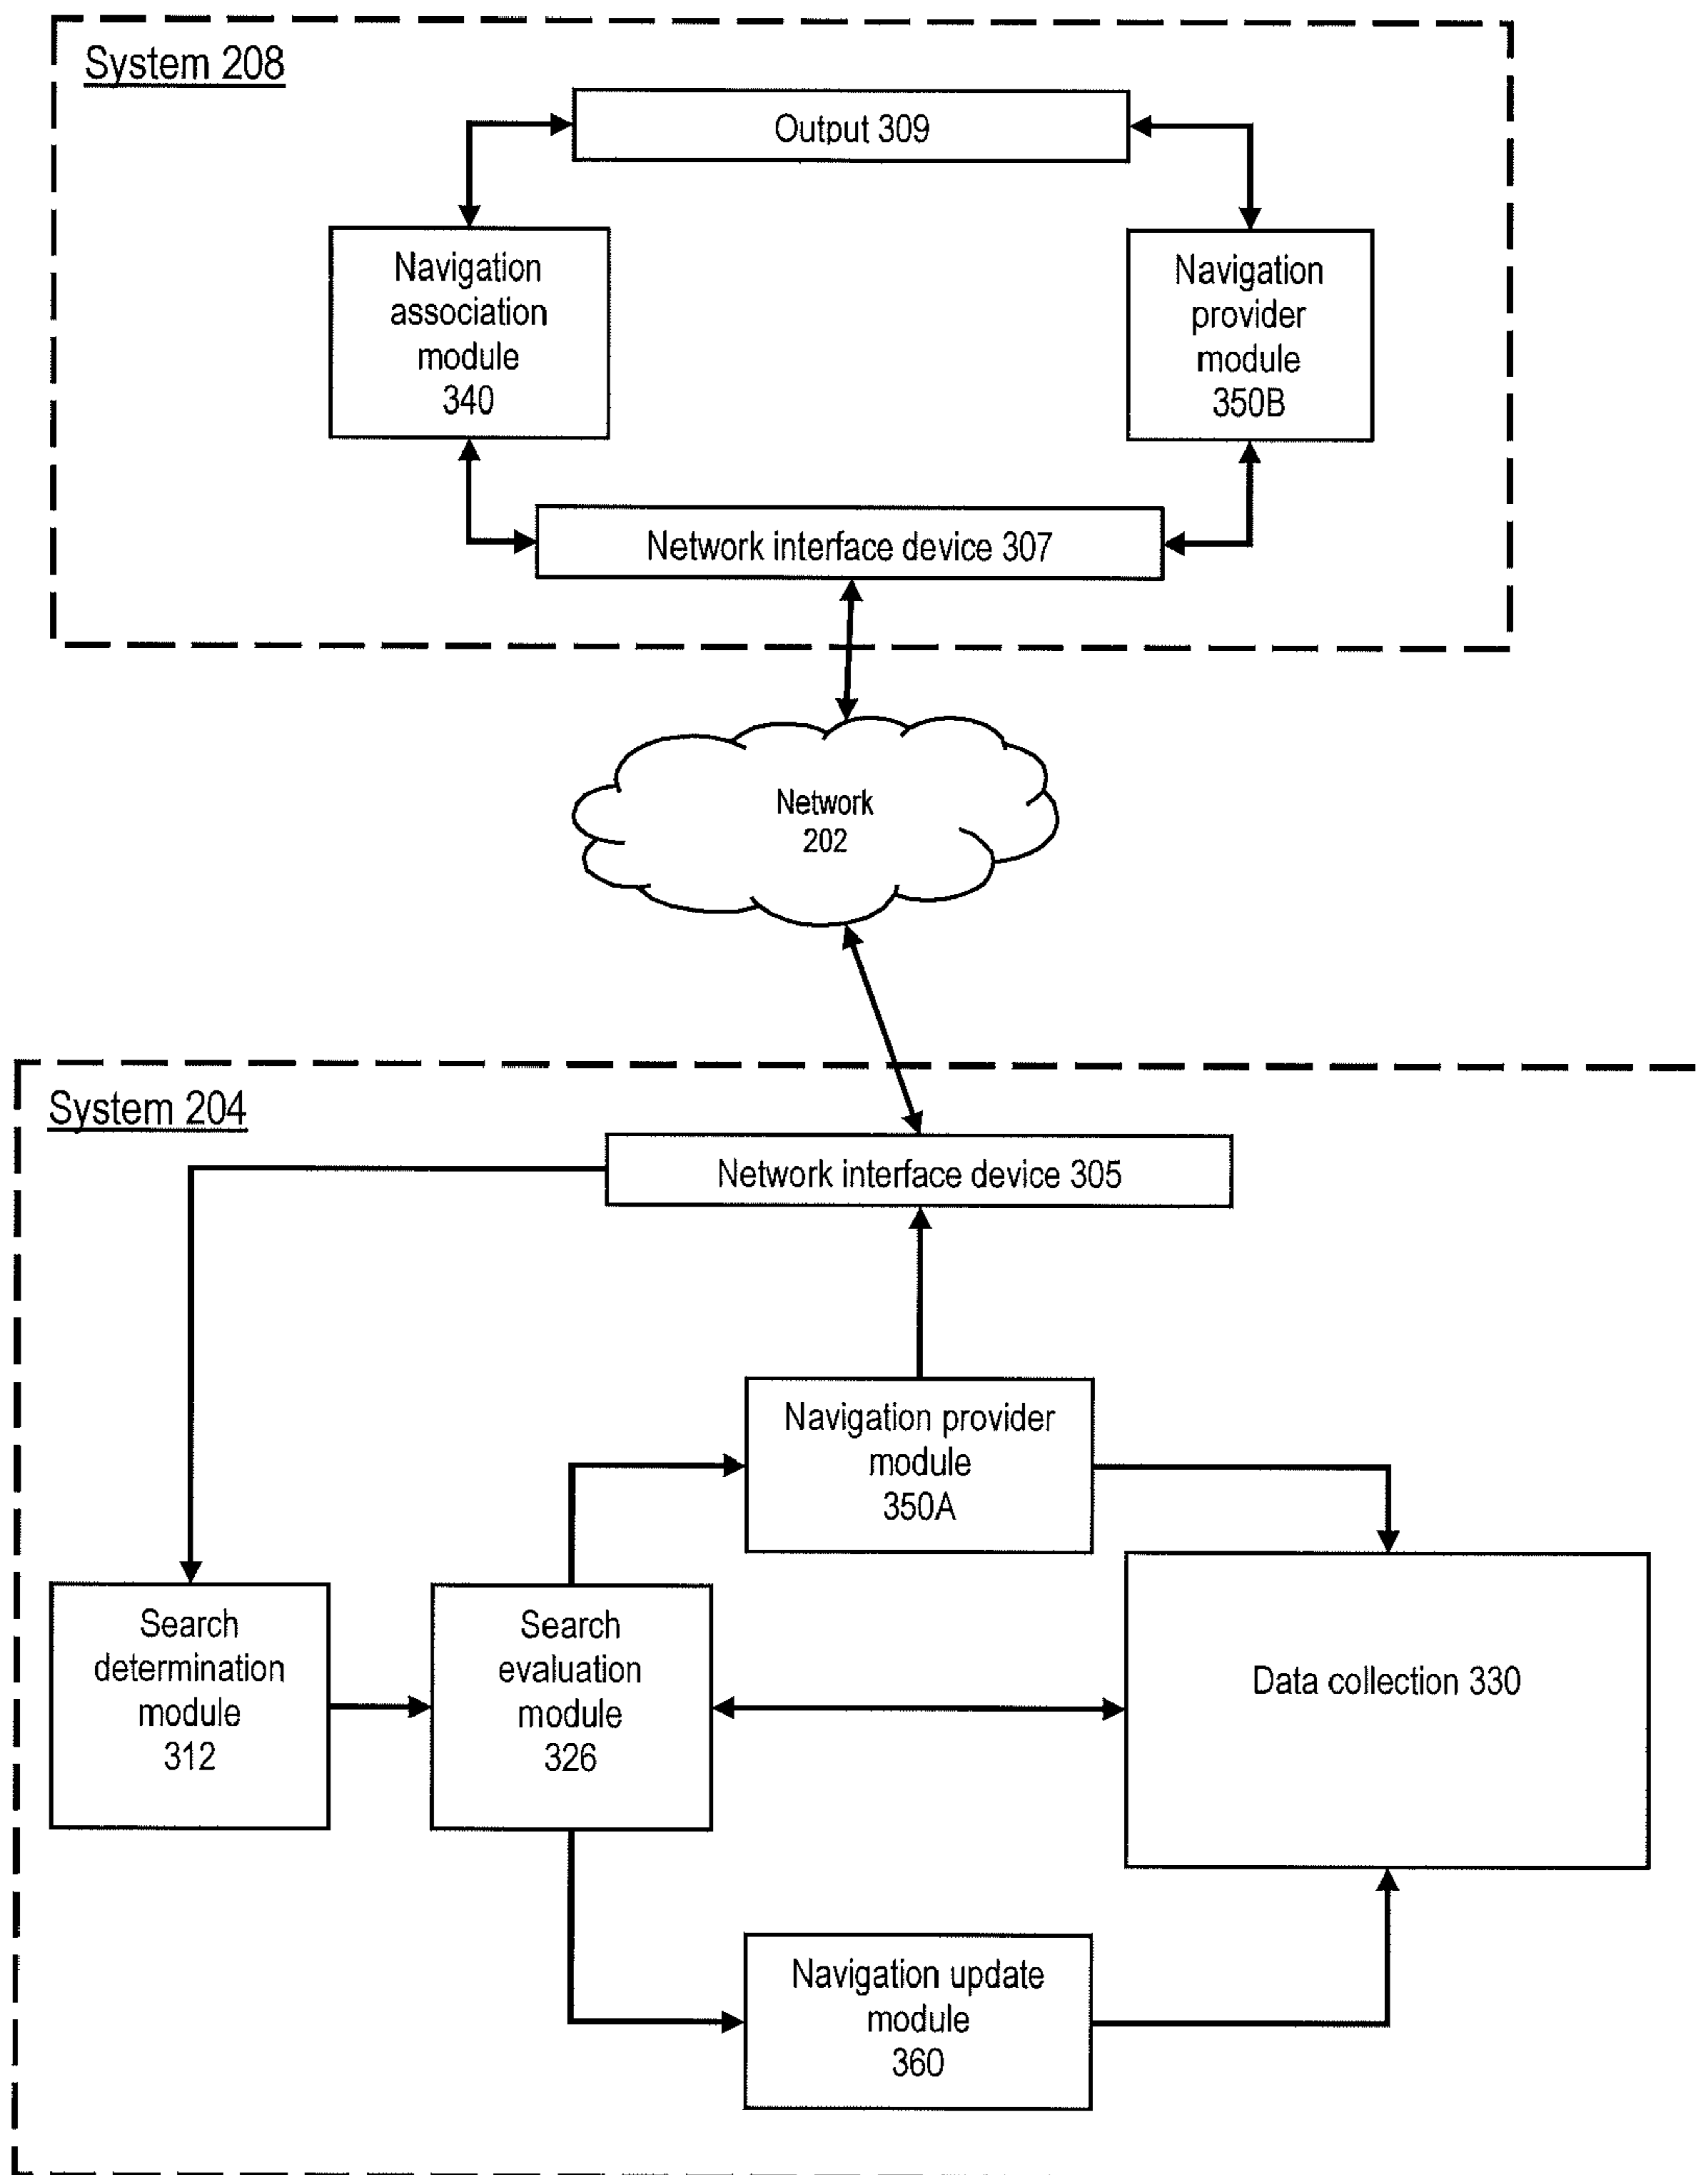 System 208
Output 309
Navigation
association
module
340
Navigation
provider
module
350B
Network interface device 307
Network
202
System 204
Network interface device 305
Navigation provider
module
350A
Search
determination
module
312
Search
evaluation
module
326
Data collection 330
Navigation update
module
360